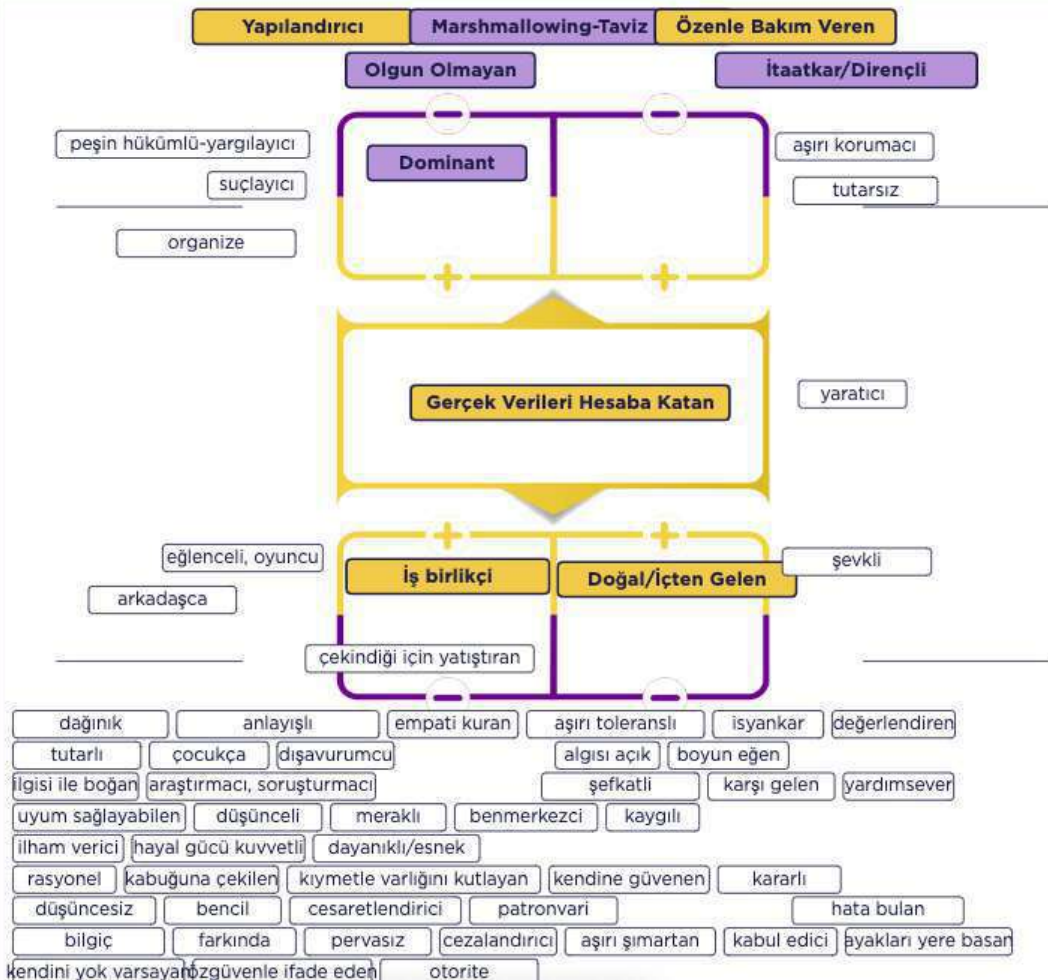 Yapılandırıcı Marshmallowing-Taviz Özenle Bakım Veren
Olgun Olmayan İtaatkar/Dirençli
peşin hükümlü-yargılayıcı Dominant aşırı korumacı
suçlayıcı tutarsız
organize
Gerçek Verileri Hesaba Katan yaratıcı
eğlenceli, oyuncu İş birlikçi Doğal/İçten Gelen şevkli
arkadaşca
çekindiği için yatıştıran
dağınık anlayışlı empati kuran aşırı toleranslı isyankar değerlendiren
tutarlı çocukça dışavurumcu algısı açık boyun eğen
ilgisi ile boğan araştırmacı, soruşturmacı şefkatli karşı gelen yardımsever
uyum sağlayabilen düşünceli meraklı benmerkezci kaygılı
ilham verici hayal gücü kuvvetli dayanıklı/esnek
rasyonel kabuğuna çekilen kıymetle varlığını kutlayan kendine güvenen kararlı
düşüncesiz bencil cesaretlendirici patronvari hata bulan
bilgiç farkında pervasız cezalandırıcı aşırı şımartan kabul edici ayakları yere basan
kendini yok varsayan özgüvenle ifade eden otorite